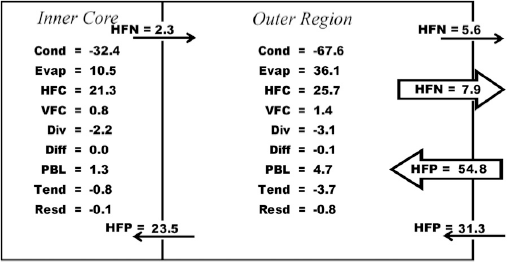 Inner Core
HFN = 2.3
Cond = -32.4
Evap = 10.5
HFC = 21.3
VFC = 0.8
Div = -2.2
Diff = 0.0
PBL = 1.3
Tend = -0.8
Resd = -0.1
HFP = 23.5
Outer Region
HFN = 5.6
Cond = -67.6
Evap = 36.1
HFC = 25.7
HFN = 7.9
VFC = 1.4
Div = -3.1
Diff = -0.1
PBL = 4.7
HFP = 54.8
Tend = -3.7
Resd = -0.8
HFP = 31.3